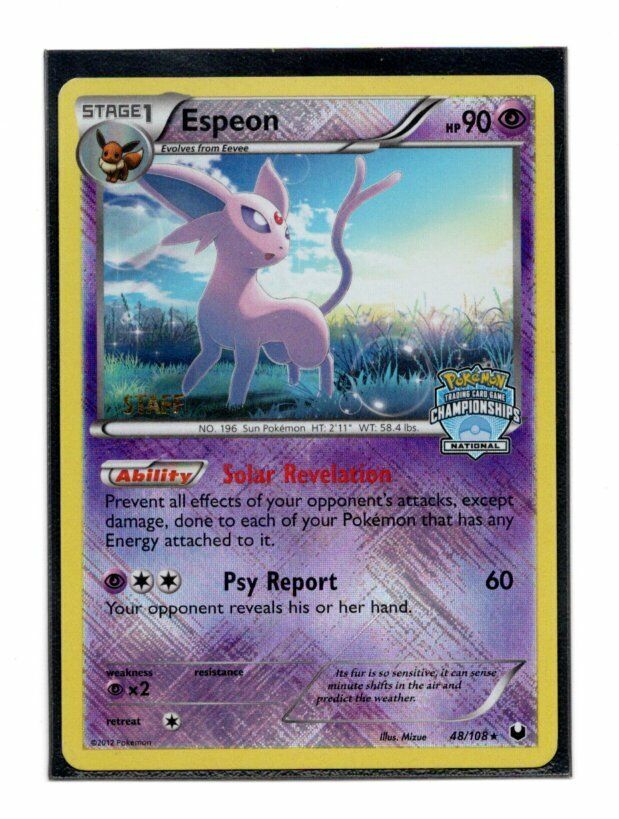 STAGE1
Espeon
HP 90
Evolves from Eevee
STAFF
Pokémon
TRADING CARD GAME
CHAMPIONSHIPS
NATIONAL
NO. 196 Sun Pokémon HT: 2'11" WT: 58.4 lbs.
Ability Solar Revelation
Prevent all effects of your opponent's attacks, except
damage, done to each of your Pokémon that has any
Energy attached to it.
Psy Report 60
Your opponent reveals his or her hand.
weakness resistance
×2
Its fur is so sensitive, it can sense
minute shifts in the air and
predict the weather.
retreat
©2012 Pokémon
Illus. Mizue 48/108 ★